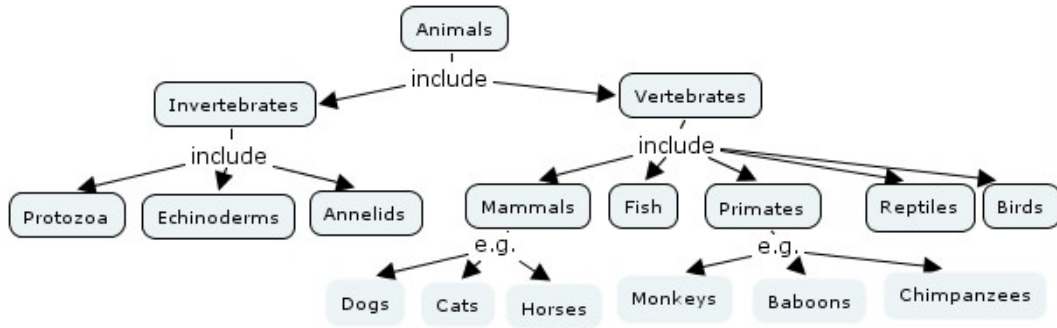 Animals
include
Invertebrates
Vertebrates
include
include
Protozoa
Echinoderms
Annelids
Mammals
Fish
Primates
Reptiles
Birds
e.g.
e.g.
Dogs
Cats
Horses
Monkeys
Baboons
Chimpanzees